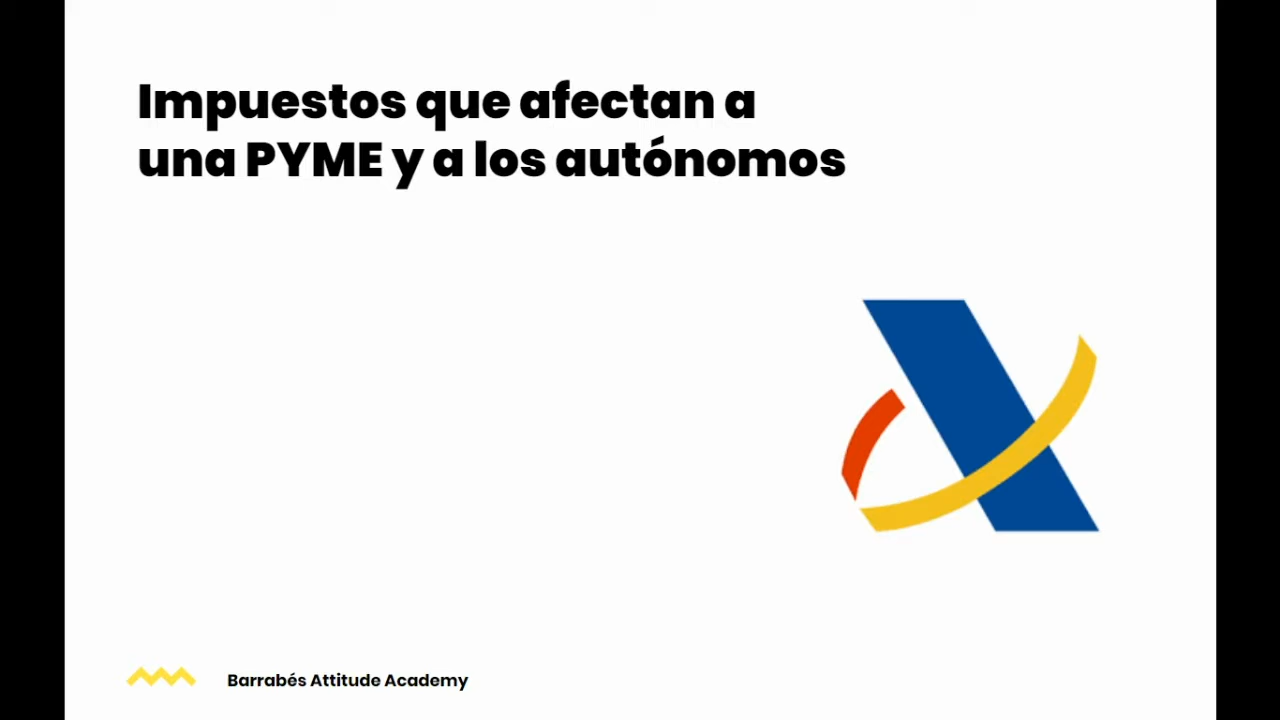 Impuestos que afectan a
una PYME y a los autónomos
Barrabés Attitude Academy